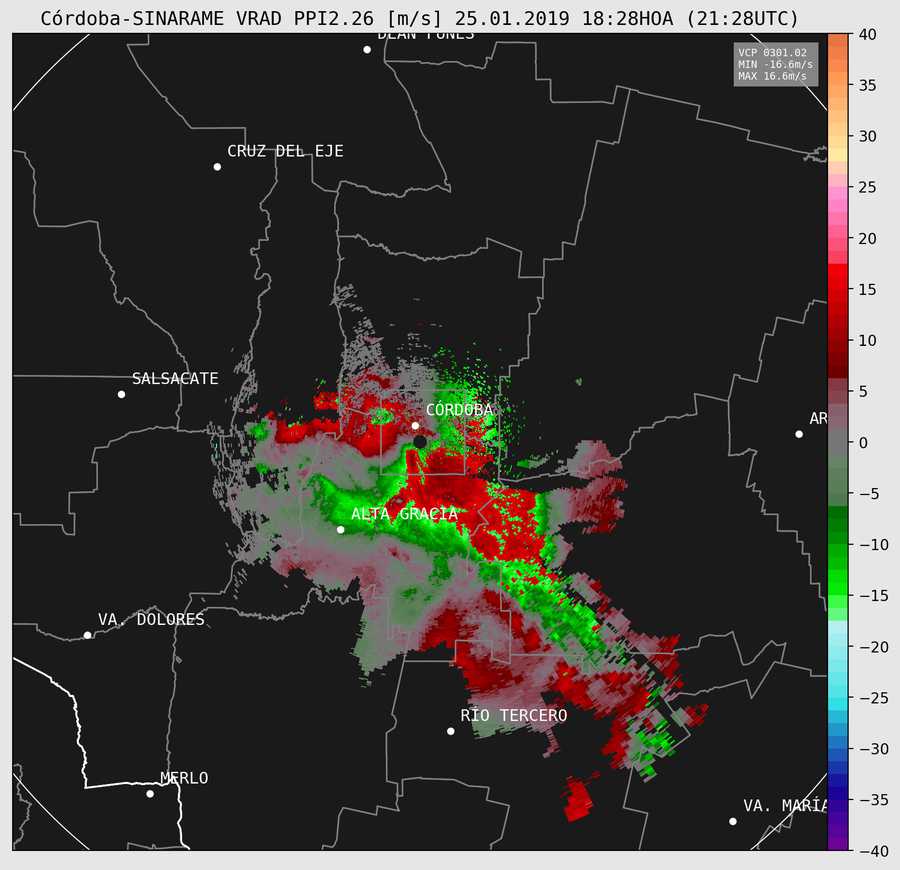 Córdoba-SINARAME VRAD PPI2.26 [m/s] 25.01.2019 18:28HOA (21:28UTC)
DEAN FUNES
VCP 0301.02
MIN -16.6m/s
MAX 16.6m/s
CRUZ DEL EJE
SALSACATE
CÓRDOBA
AR
ALTA GRACIA
VA. DOLORES
RÍO TERCERO
MERLO
VA. MARÍA
40
35
30
25
20
15
10
5
0
−5
−10
−15
−20
−25
−30
−35
−40